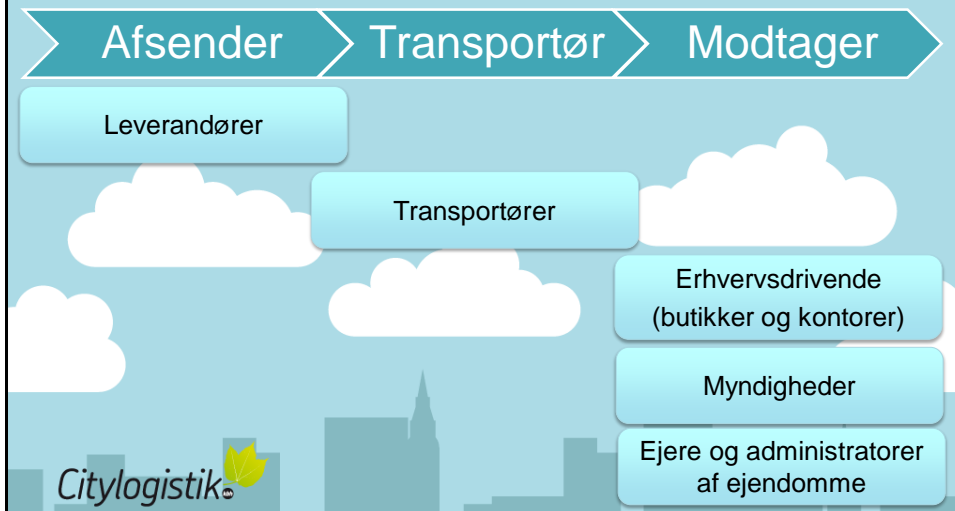 Afsender
Transportør
Modtager
Leverandører
Transportører
Erhvervsdrivende
(butikker og kontorer)
Myndigheder
Ejere og administratorer
af ejendomme
Citylogistik